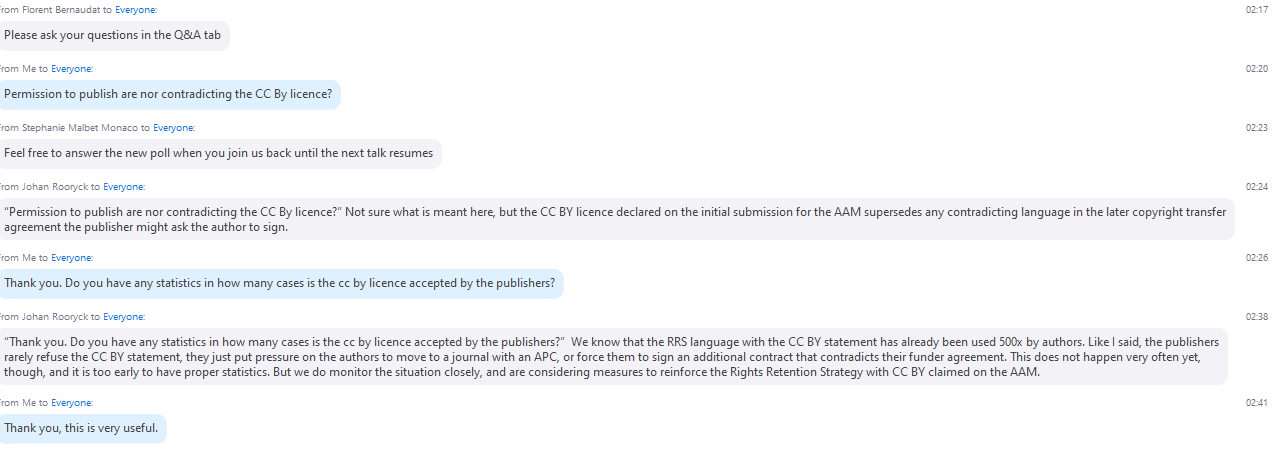 From Florent Bernaudat to Everyone: 02:17
Please ask your questions in the Q&A tab
From Me to Everyone: 02:20
Permission to publish are nor contradicting the CC By licence?
From Stephanie Malbet Monaco to Everyone: 02:23
Feel free to answer the new poll when you join us back until the next talk resumes
From Johan Rooryck to Everyone: 02:24
“Permission to publish are nor contradicting the CC By licence?” Not sure what is meant here, but the CC BY licence declared on the initial submission for the AAM supersedes any contradicting language in the later copyright transfer
agreement the publisher might ask the author to sign.
From Me to Everyone: 02:26
Thank you. Do you have any statistics in how many cases is the cc by licence accepted by the publishers?
From Johan Rooryck to Everyone: 02:38
“Thank you. Do you have any statistics in how many cases is the cc by licence accepted by the publishers?” We know that the RRS language with the CC BY statement has already been used 500x by authors. Like I said, the publishers
rarely refuse the CC BY statement, they just put pressure on the authors to move to a journal with an APC, or force them to sign an additional contract that contradicts their funder agreement. This does not happen very often yet,
though, and it is too early to have proper statistics. But we do monitor the situation closely, and are considering measures to reinforce the Rights Retention Strategy with CC BY claimed on the AAM.
From Me to Everyone: 02:41
Thank you, this is very useful.